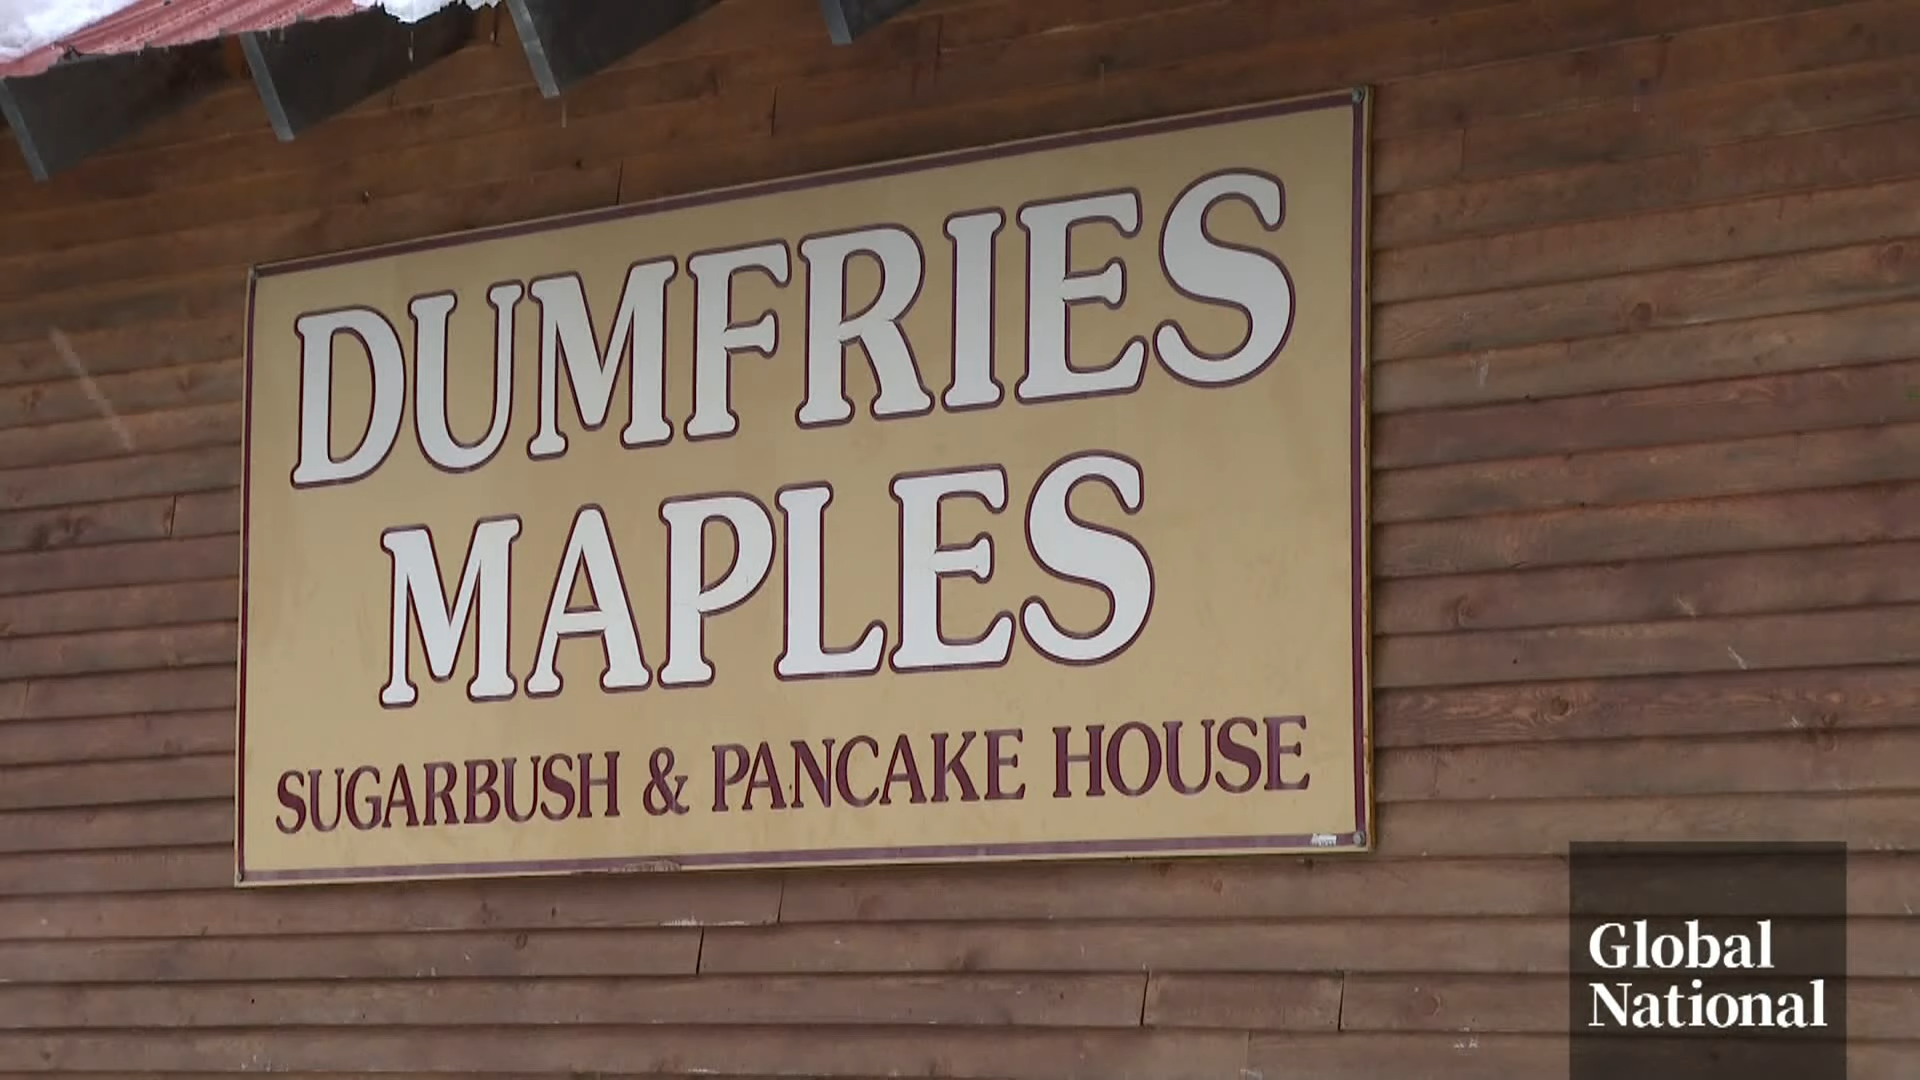 DUMFRIES
MAPLES
SUGARBUSH & PANCAKE HOUSE
Global
National